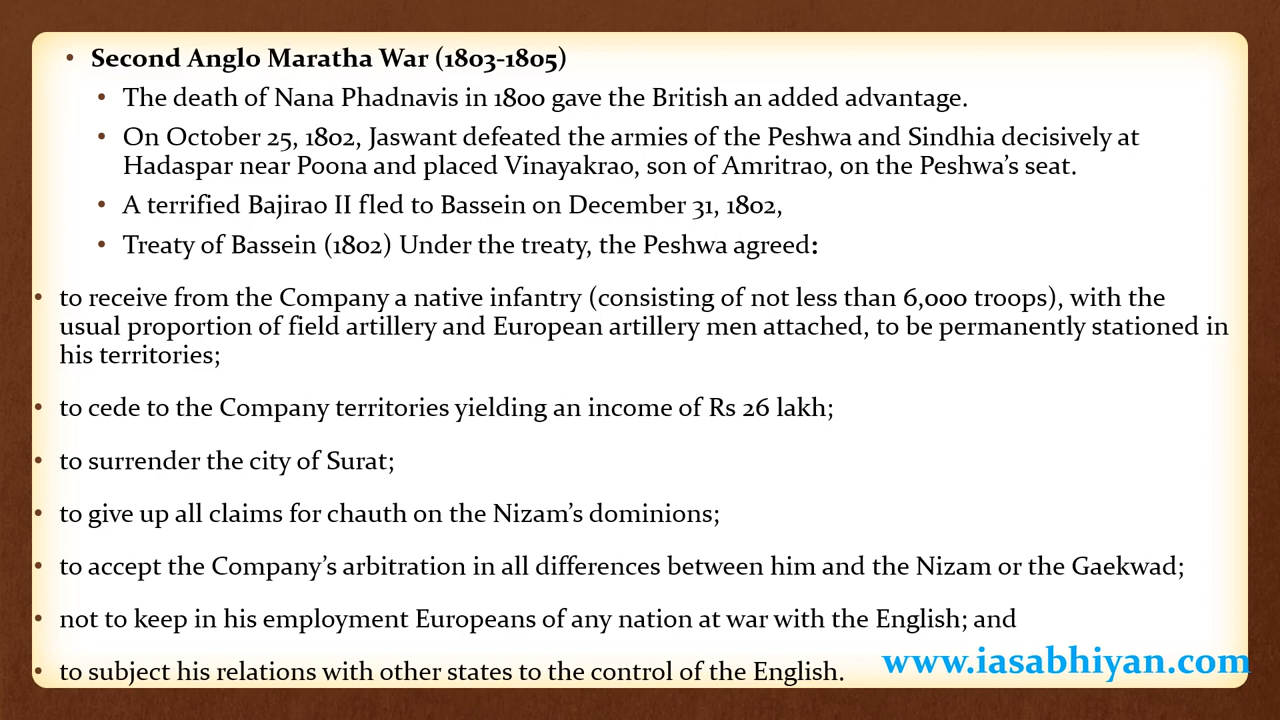 • Second Anglo Maratha War (1803-1805)
• The death of Nana Phadnavis in 1800 gave the British an added advantage.
• On October 25, 1802, Jaswant defeated the armies of the Peshwa and Sindhia decisively at
Hadaspar near Poona and placed Vinayakrao, son of Amritrao, on the Peshwa’s seat.
• A terrified Bajirao II fled to Bassein on December 31, 1802,
• Treaty of Bassein (1802) Under the treaty, the Peshwa agreed:
• to receive from the Company a native infantry (consisting of not less than 6,000 troops), with the
usual proportion of field artillery and European artillery men attached, to be permanently stationed in
his territories;
• to cede to the Company territories yielding an income of Rs 26 lakh;
• to surrender the city of Surat;
• to give up all claims for chauth on the Nizam’s dominions;
• to accept the Company’s arbitration in all differences between him and the Nizam or the Gaekwad;
• not to keep in his employment Europeans of any nation at war with the English; and
• to subject his relations with other states to the control of the English.
www.iasabhiyan.com